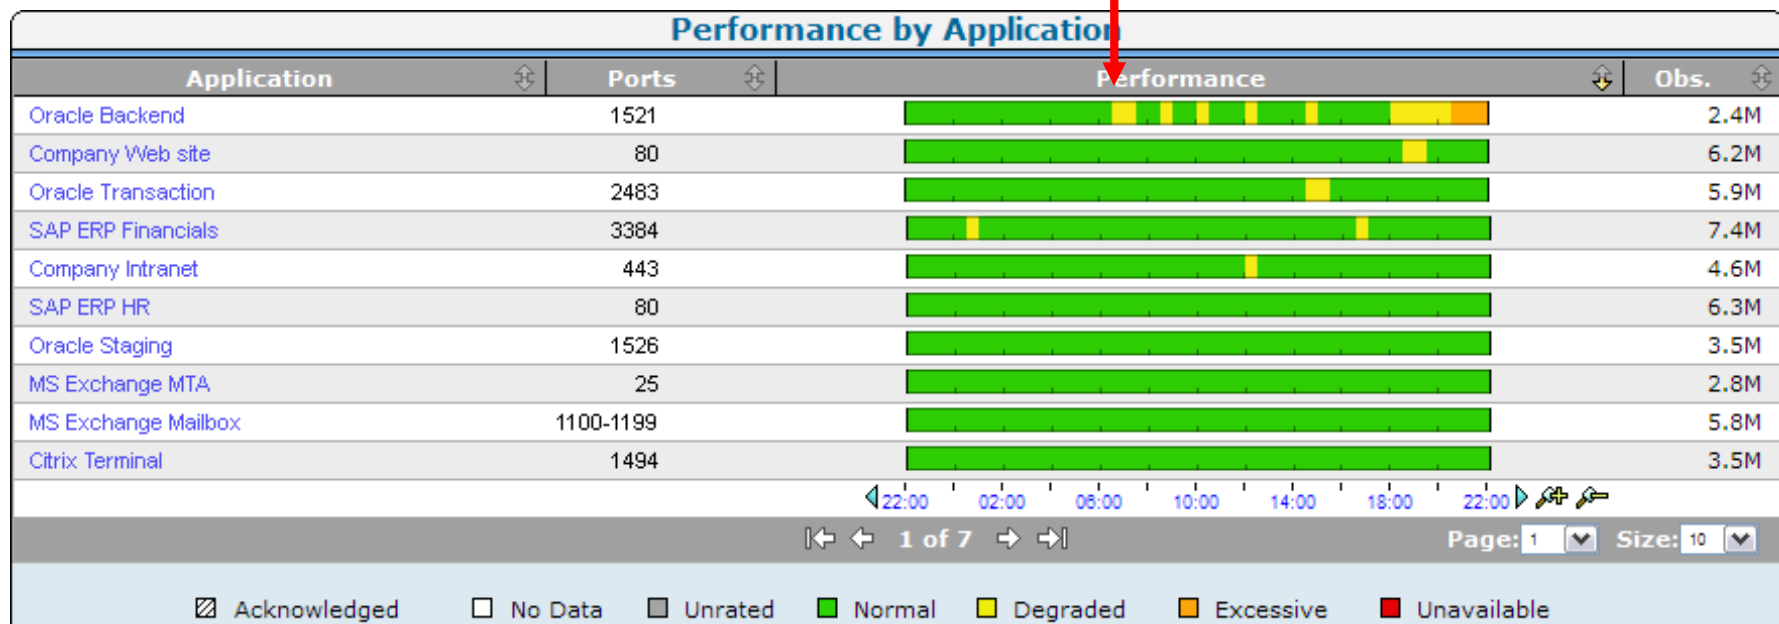 Performance by Application
Application Ports Performance Obs.
Oracle Backend 1521 2.4M
Company Web site 80 6.2M
Oracle Transaction 2483 5.9M
SAP ERP Financials 3384 7.4M
Company Intranet 443 4.6M
SAP ERP HR 80 6.3M
Oracle Staging 1526 3.5M
MS Exchange MTA 25 2.8M
MS Exchange Mailbox 1100-1199 5.8M
Citrix Terminal 1494 3.5M
22:00 02:00 06:00 10:00 14:00 18:00 22:00
1 of 7 Page: 1 Size: 10
Acknowledged No Data Unrated Normal Degraded Excessive Unavailable